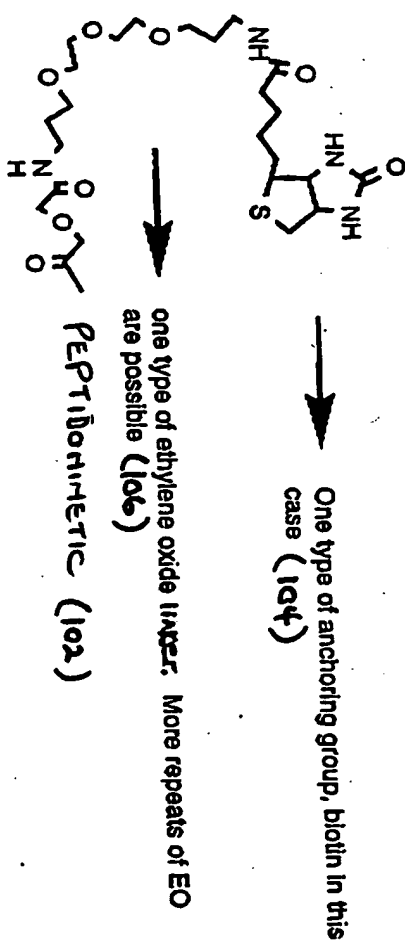 O
HN
NH
One type of anchoring group, biotin in this
case (104)
O
S
NH
O
O
one type of ethylene oxide linker. More repeats of EO
are possible (106)
O
O
N
H
O
O
PEPTIDOMIMETIC (102)